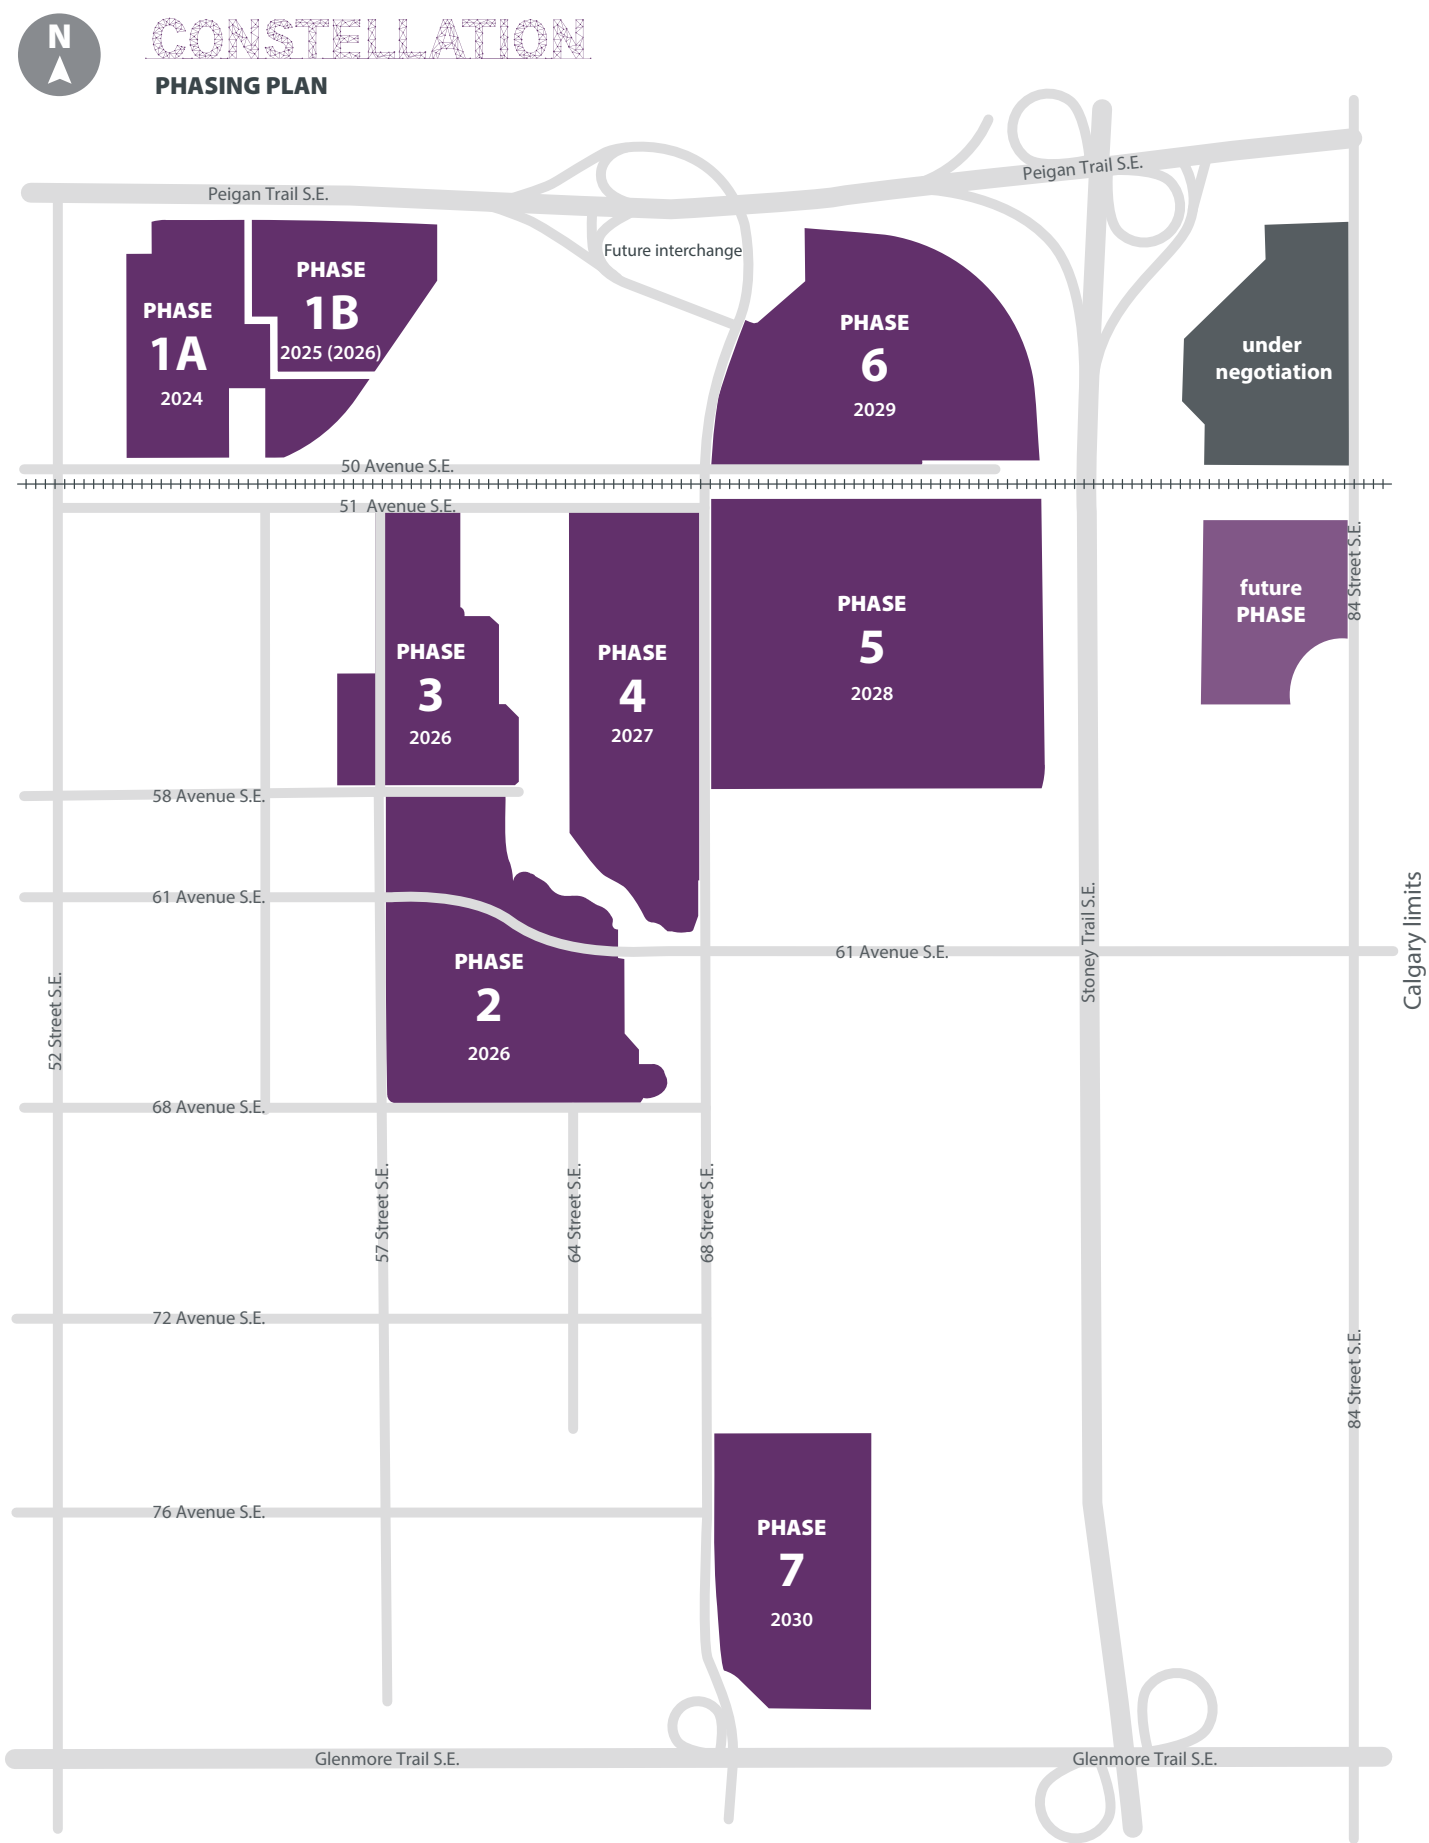 N
CONSTELLATION
PHASING PLAN
Peigan Trail S.E.
Peigan Trail S.E.
Future interchange
PHASE
1A
2024
PHASE
1B
2025 (2026)
PHASE
6
2029
under
negotiation
50 Avenue S.E.
51 Avenue S.E.
PHASE
3
2026
PHASE
4
2027
PHASE
5
2028
future
PHASE
84 Street S.E.
58 Avenue S.E.
61 Avenue S.E.
61 Avenue S.E.
PHASE
2
2026
52 Street S.E.
Stoney Trail S.E.
Calgary limits
68 Avenue S.E.
57 Street S.E.
64 Street S.E.
68 Street S.E.
72 Avenue S.E.
84 Street S.E.
76 Avenue S.E.
PHASE
7
2030
Glenmore Trail S.E.
Glenmore Trail S.E.